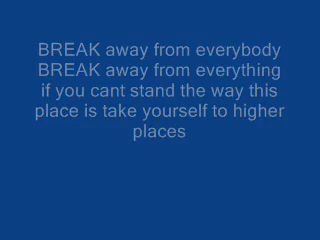 BREAK away from everybody
BREAK away from everything
if you cant stand the way this
place is take yourself to higher
places